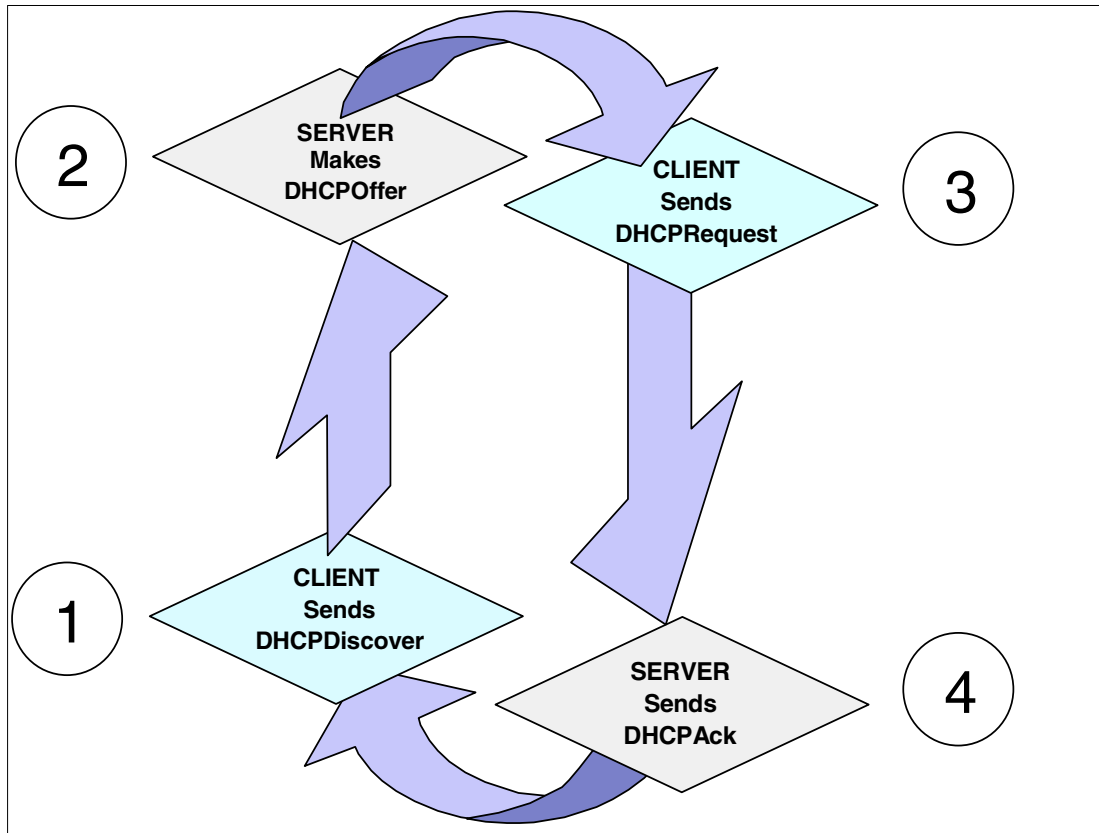 2
SERVER
Makes
DHCPOffer
CLIENT
Sends
DHCPRequest
3
1
CLIENT
Sends
DHCPDiscover
SERVER
Sends
DHCPAck
4